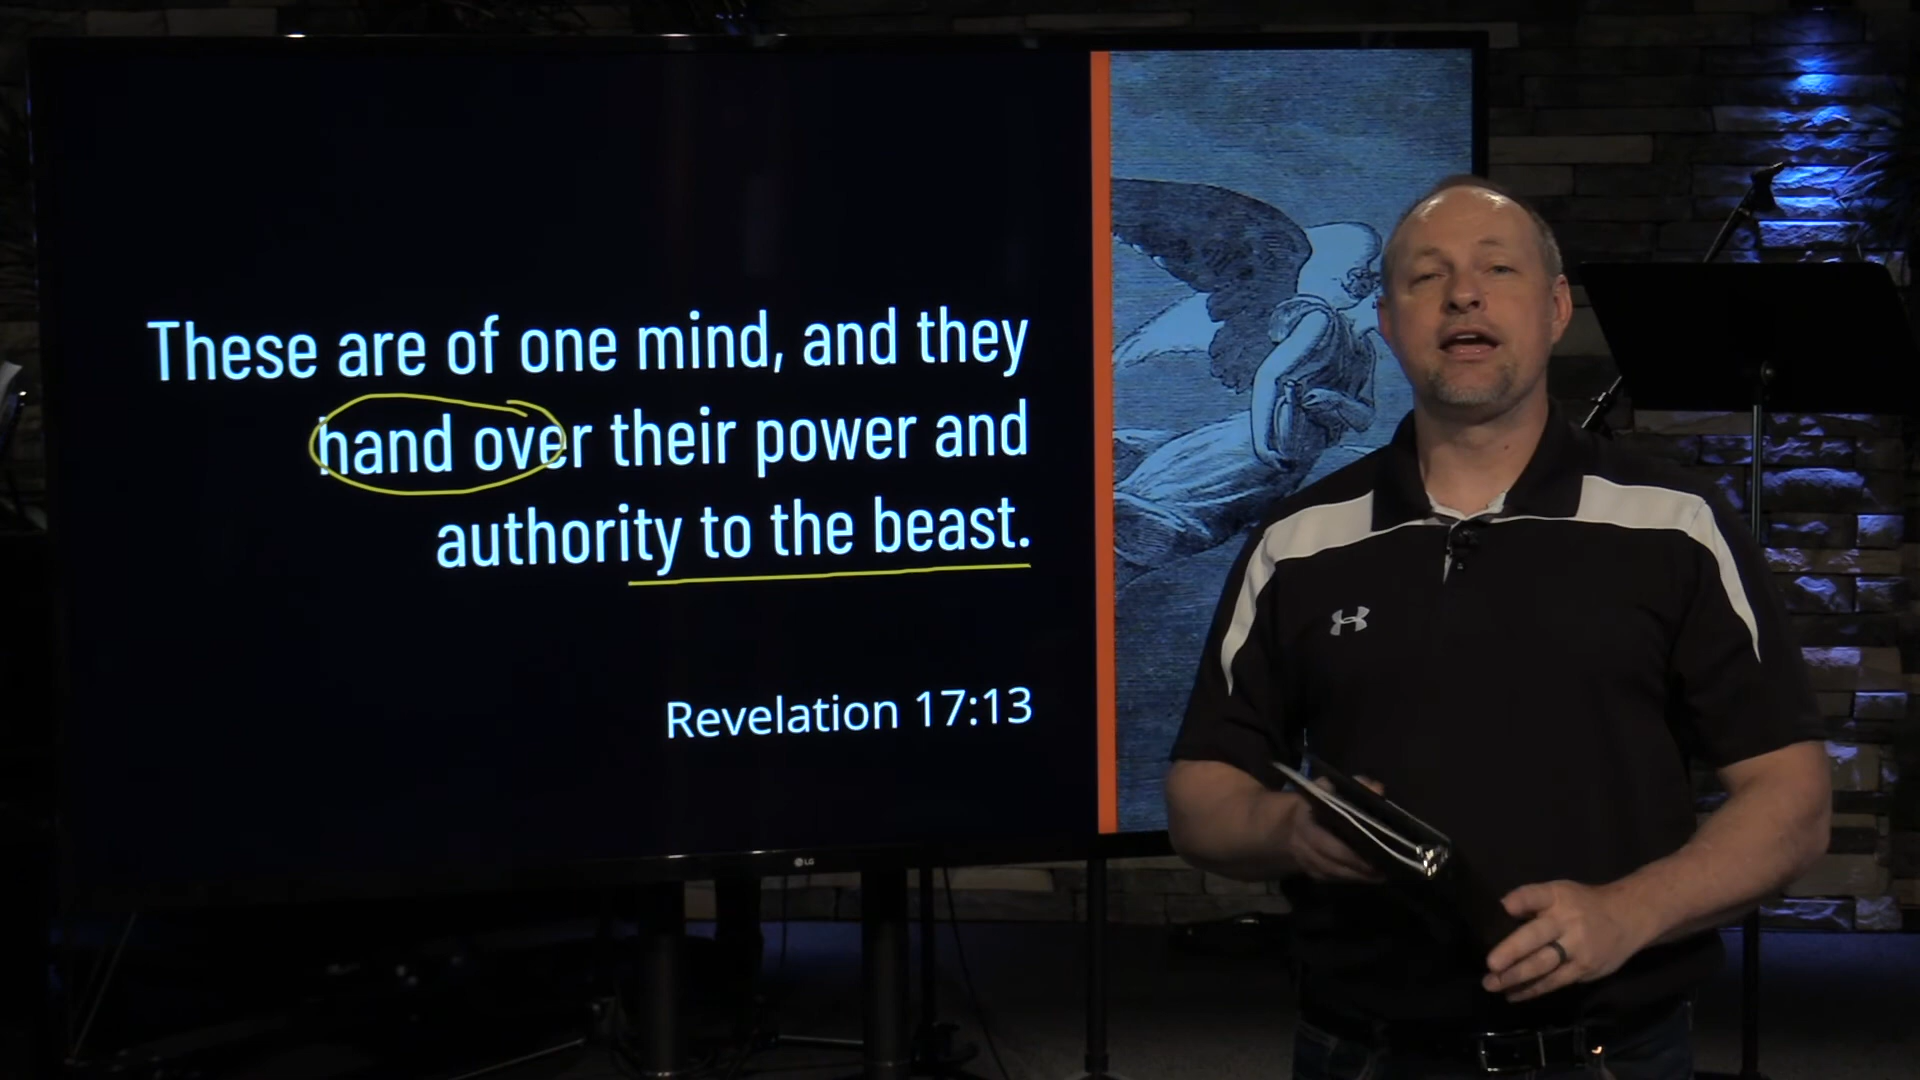 These are of one mind, and they
hand over their power and
authority to the beast.
Revelation 17:13
LG